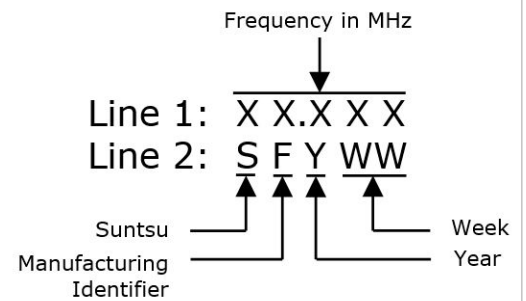 Frequency in MHz
Line 1: X X.X X X
Line 2: S F Y WW
Suntsu
Week
Manufacturing
Identifier
Year